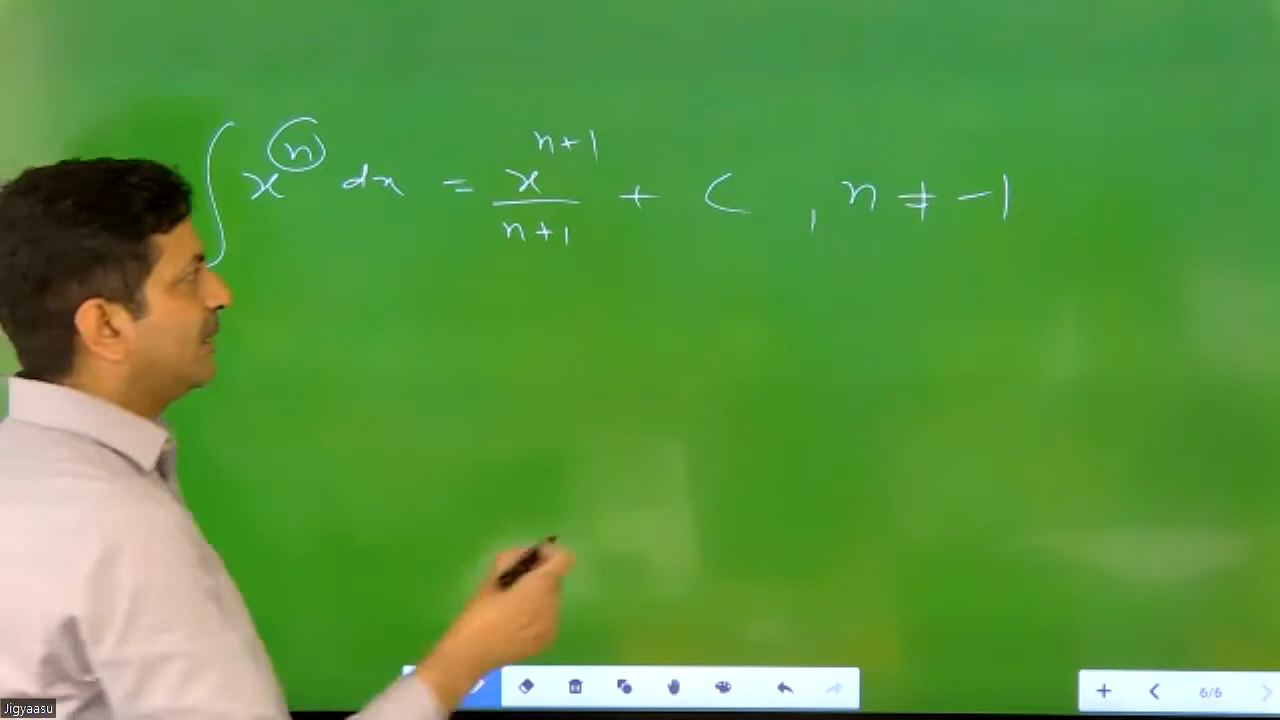 ∫ xⁿ dx = xⁿ⁺¹/n+1 + C , n ≠ -1
6/6
Jigyaasu